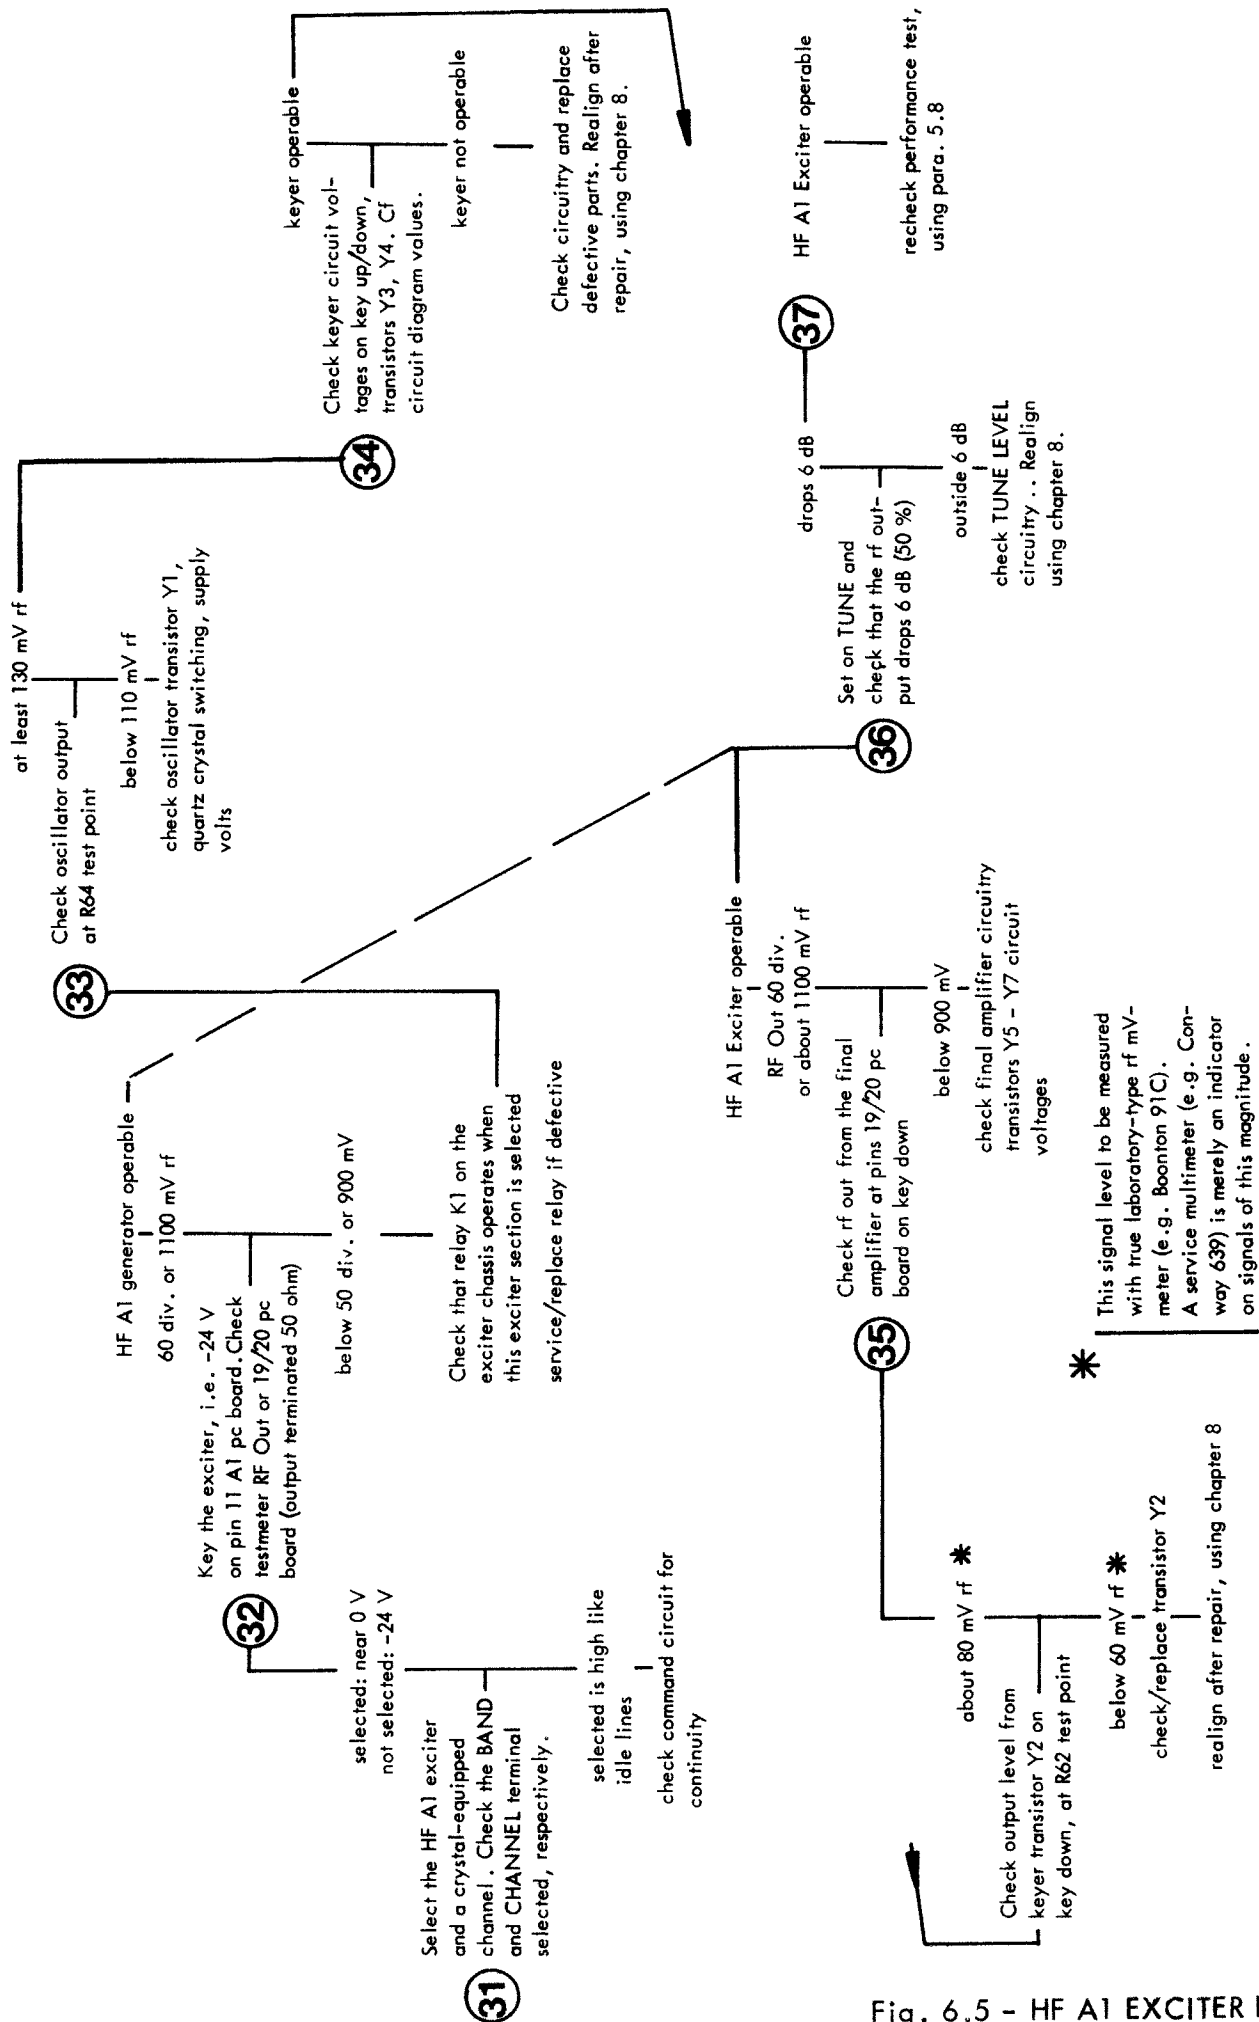 31
Select the HF A1 exciter
and a crystal-equipped
channel. Check the BAND
and CHANNEL terminal
selected, respectively.
selected: near 0 V
not selected: -24 V
selected is high like
idle lines
check command circuit for
continuity
32
Key the exciter, i.e. -24 V
on pin 11 A1 pc board. Check
testmeter RF Out or 19/20 pc
board (output terminated 50 ohm)
HF A1 generator operable
60 div. or 1100 mV rf
below 50 div. or 900 mV
Check that relay K1 on the
exciter chassis operates when
this exciter section is selected
service/replace relay if defective
33
Check oscillator output
at R64 test point
at least 130 mV rf
below 110 mV rf
check oscillator transistor Y1,
quartz crystal switching, supply
volts
34
Check keyer circuit vol-
tages on key up/down,
transistors Y3, Y4. Cf
circuit diagram values.
keyer operable
keyer not operable
Check circuitry and replace
defective parts. Realign after
repair, using chapter 8.
Check output level from
keyer transistor Y2 on
key down, at R62 test point
about 80 mV rf *
below 60 mV rf *
check/replace transistor Y2
realign after repair, using chapter 8
35
Check rf out from the final
amplifier at pins 19/20 pc
board on key down
HF A1 Exciter operable
RF Out 60 div.
or about 1100 mV rf
below 900 mV
check final amplifier circuitry
transistors Y5 - Y7 circuit
voltages
36
Set on TUNE and
check that the rf out-
put drops 6 dB (50 %)
drops 6 dB
outside 6 dB
check TUNE LEVEL
circuitry.. Realign
using chapter 8.
37
HF A1 Exciter operable
recheck performance test,
using para. 5.8
*
This signal level to be measured
with true laboratory-type rf mV-
meter (e.g. Boonton 91C).
A service multimeter (e.g. Con-
way 639) is merely an indicator
on signals of this magnitude.
Fig. 6.5 - HF A1 EXCITER